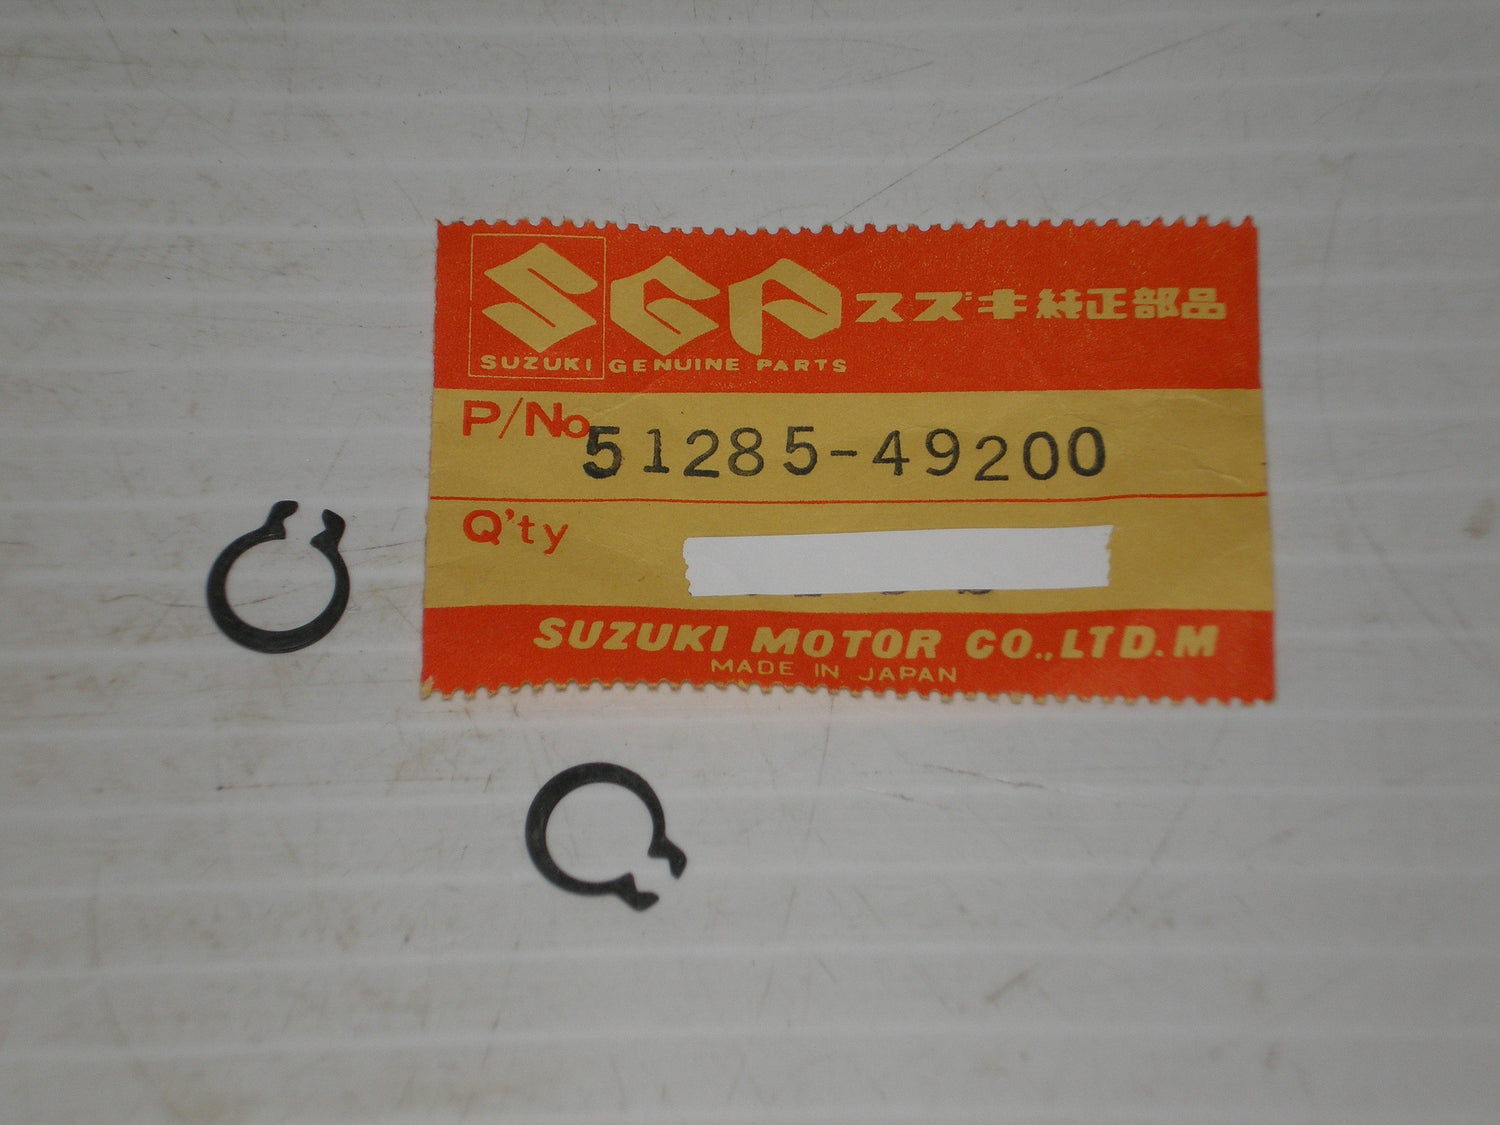 SGP スズキ純正部品
SUZUKI GENUINE PARTS
P/No 51285-49200
Q'ty
SUZUKI MOTOR CO.,LTD.M
MADE IN JAPAN